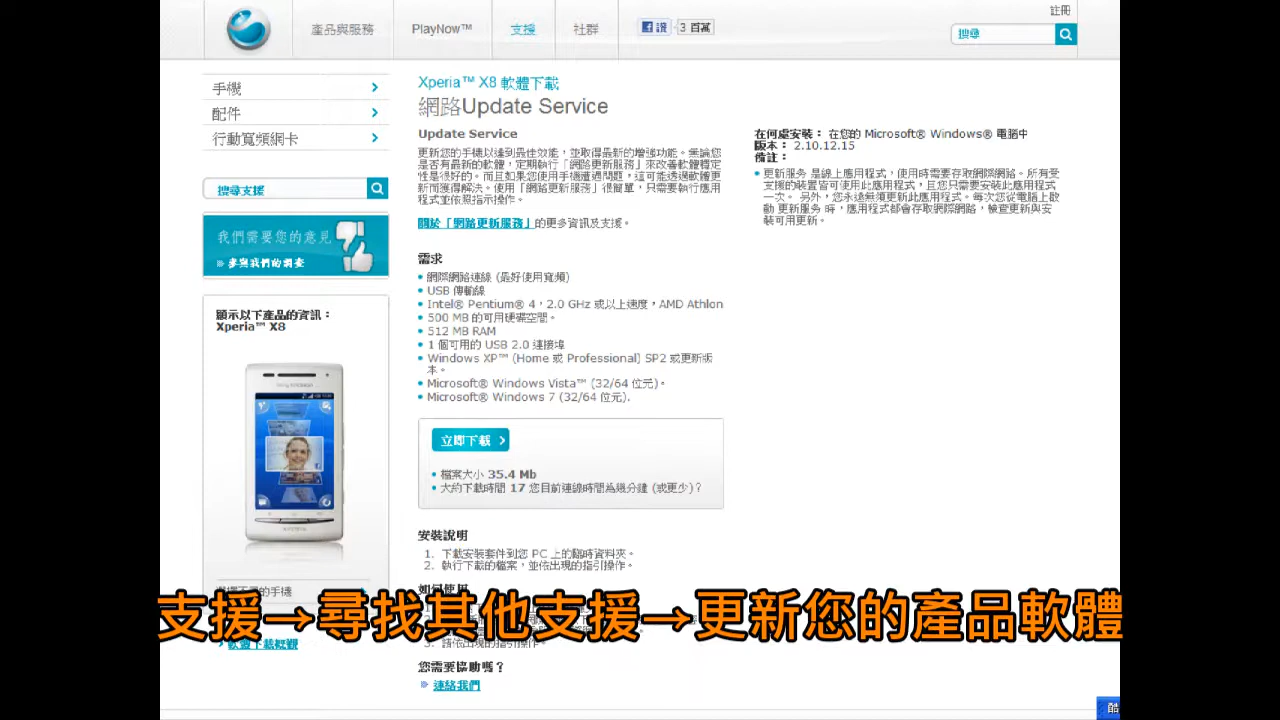 註冊
產品與服務
PlayNow™
支援
社群
讚
3 百萬
搜尋
手機
配件
行動寬頻網卡
搜尋支援
我們需要您的意見
參與我們的調查
顯示以下產品的資訊：
Xperia™ X8
Xperia™ X8 軟體下載
網路Update Service
Update Service
更新您的手機以達到最佳效能，並取得最新的增強功能。無論您
是否有最新的軟體，定期執行「網路更新服務」來改善軟體穩定
性是很好的。而且如果您使用手機遭遇問題，這可能透過軟體更
新而獲得解決。使用「網路更新服務」很簡單，只需要執行應用
程式並依照指示操作。
關於「網路更新服務」的更多資訊及支援。
在何處安裝： 在您的 Microsoft® Windows® 電腦中
版本： 2.10.12.15
備註：
更新服务 是線上應用程式，使用時需要存取網際網路。所有受
支援的裝置皆可使用此應用程式，且您只需要安裝此應用程式
一次。 另外，您永遠無須更新此應用程式。每次您從電腦上啟
動 更新服务 時，應用程式都會存取網際網路，檢查更新與安
裝可用更新。
需求
網際網路連線 (最好使用寬頻)
USB 傳輸線
Intel® Pentium® 4，2.0 GHz 或以上速度，AMD Athlon
500 MB 的可用硬碟空間。
512 MB RAM
1 個可用的 USB 2.0 連接埠
Windows XP™ (Home 或 Professional) SP2 或更新版
本。
Microsoft® Windows Vista™ (32/64 位元)。
Microsoft® Windows 7 (32/64 位元).
立即下載
檔案大小 35.4 Mb
大約下載時間 17 您目前連線時間為幾分鐘 (或更少)？
安裝說明
1. 下載安裝套件到您 PC 上的臨時資料夾。
2. 執行下載的檔案，並依出現的指引操作。
如何使用
支援→尋找其他支援→更新您的產品軟體
軟體下載概觀
您需要協助嗎？
連絡我們
酷